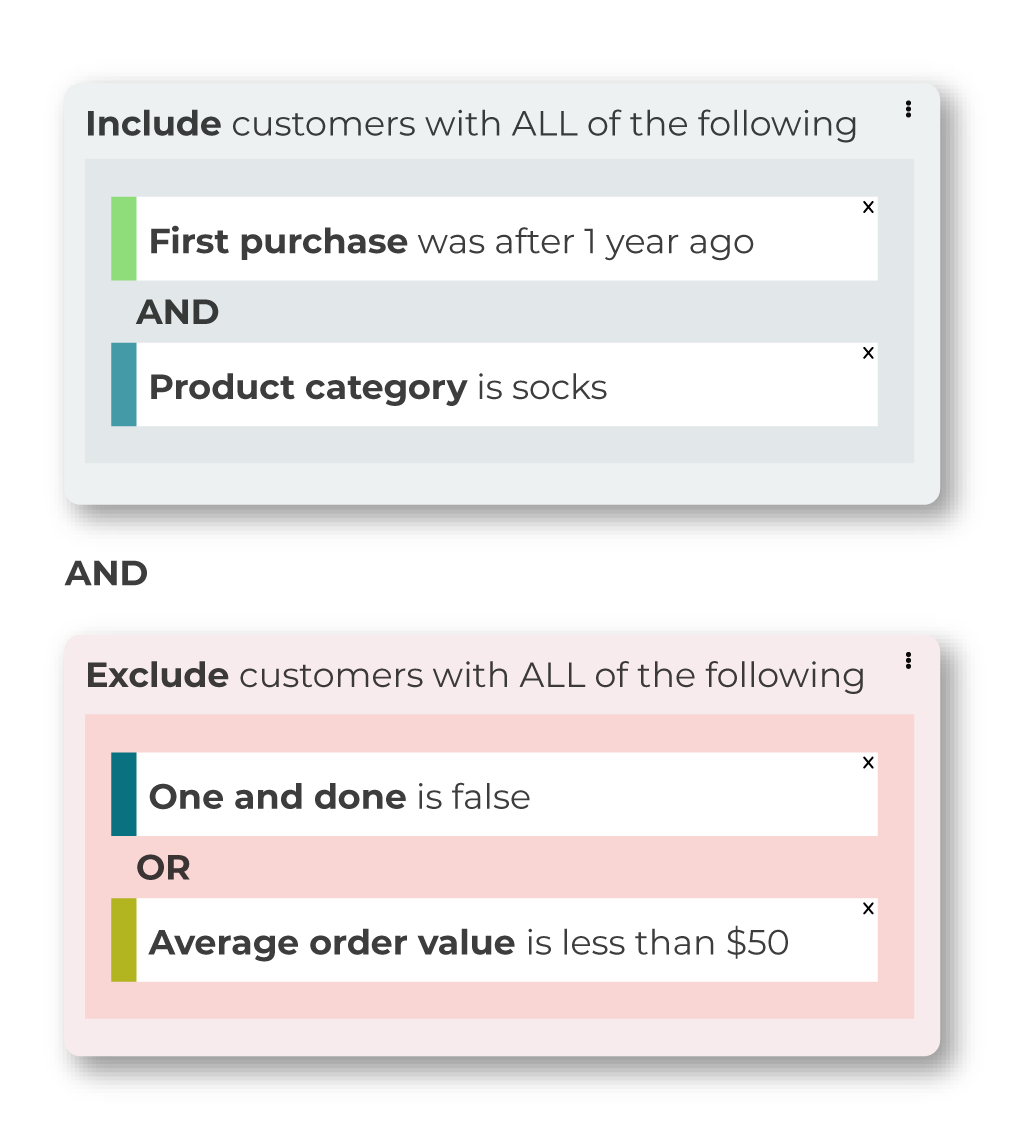 Include customers with ALL of the following
x
First purchase was after 1 year ago
AND
x
Product category is socks
AND
Exclude customers with ALL of the following
x
One and done is false
OR
x
Average order value is less than $50